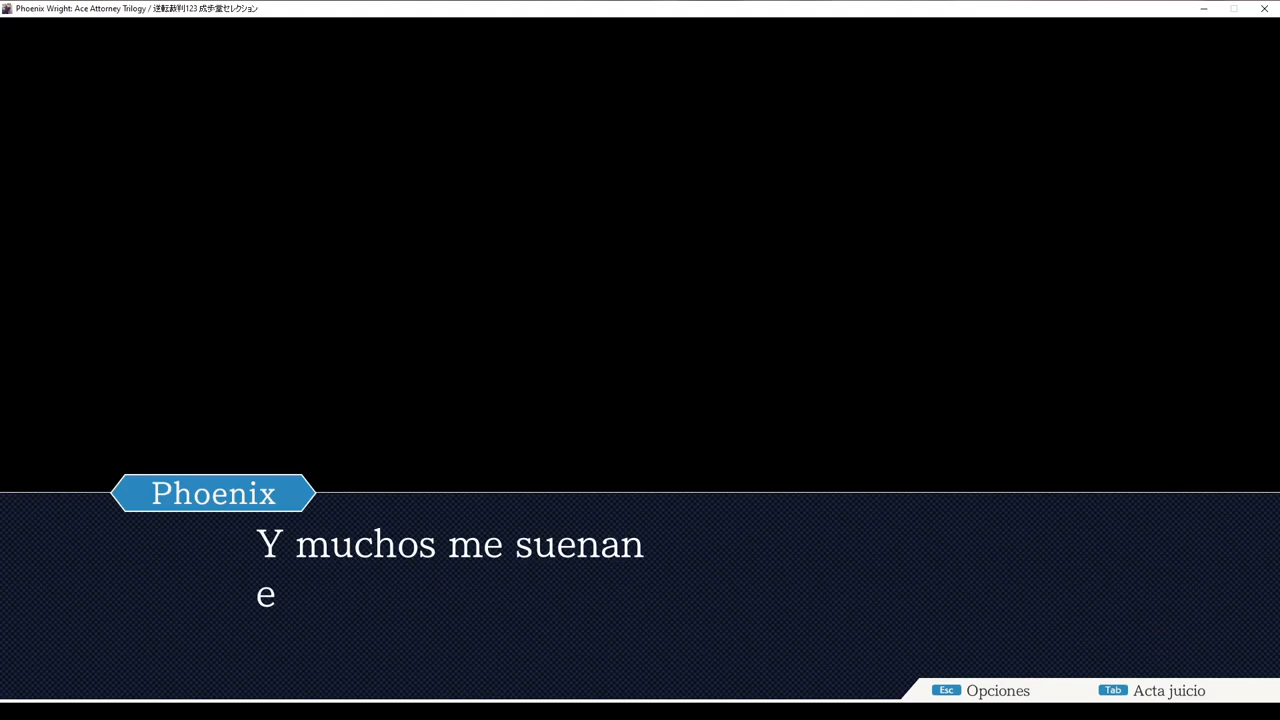 Phoenix Wright: Ace Attorney Trilogy / 逆転裁判123 成歩堂セレクション
Phoenix
Y muchos me suenan
e
Esc Opciones Tab Acta juicio